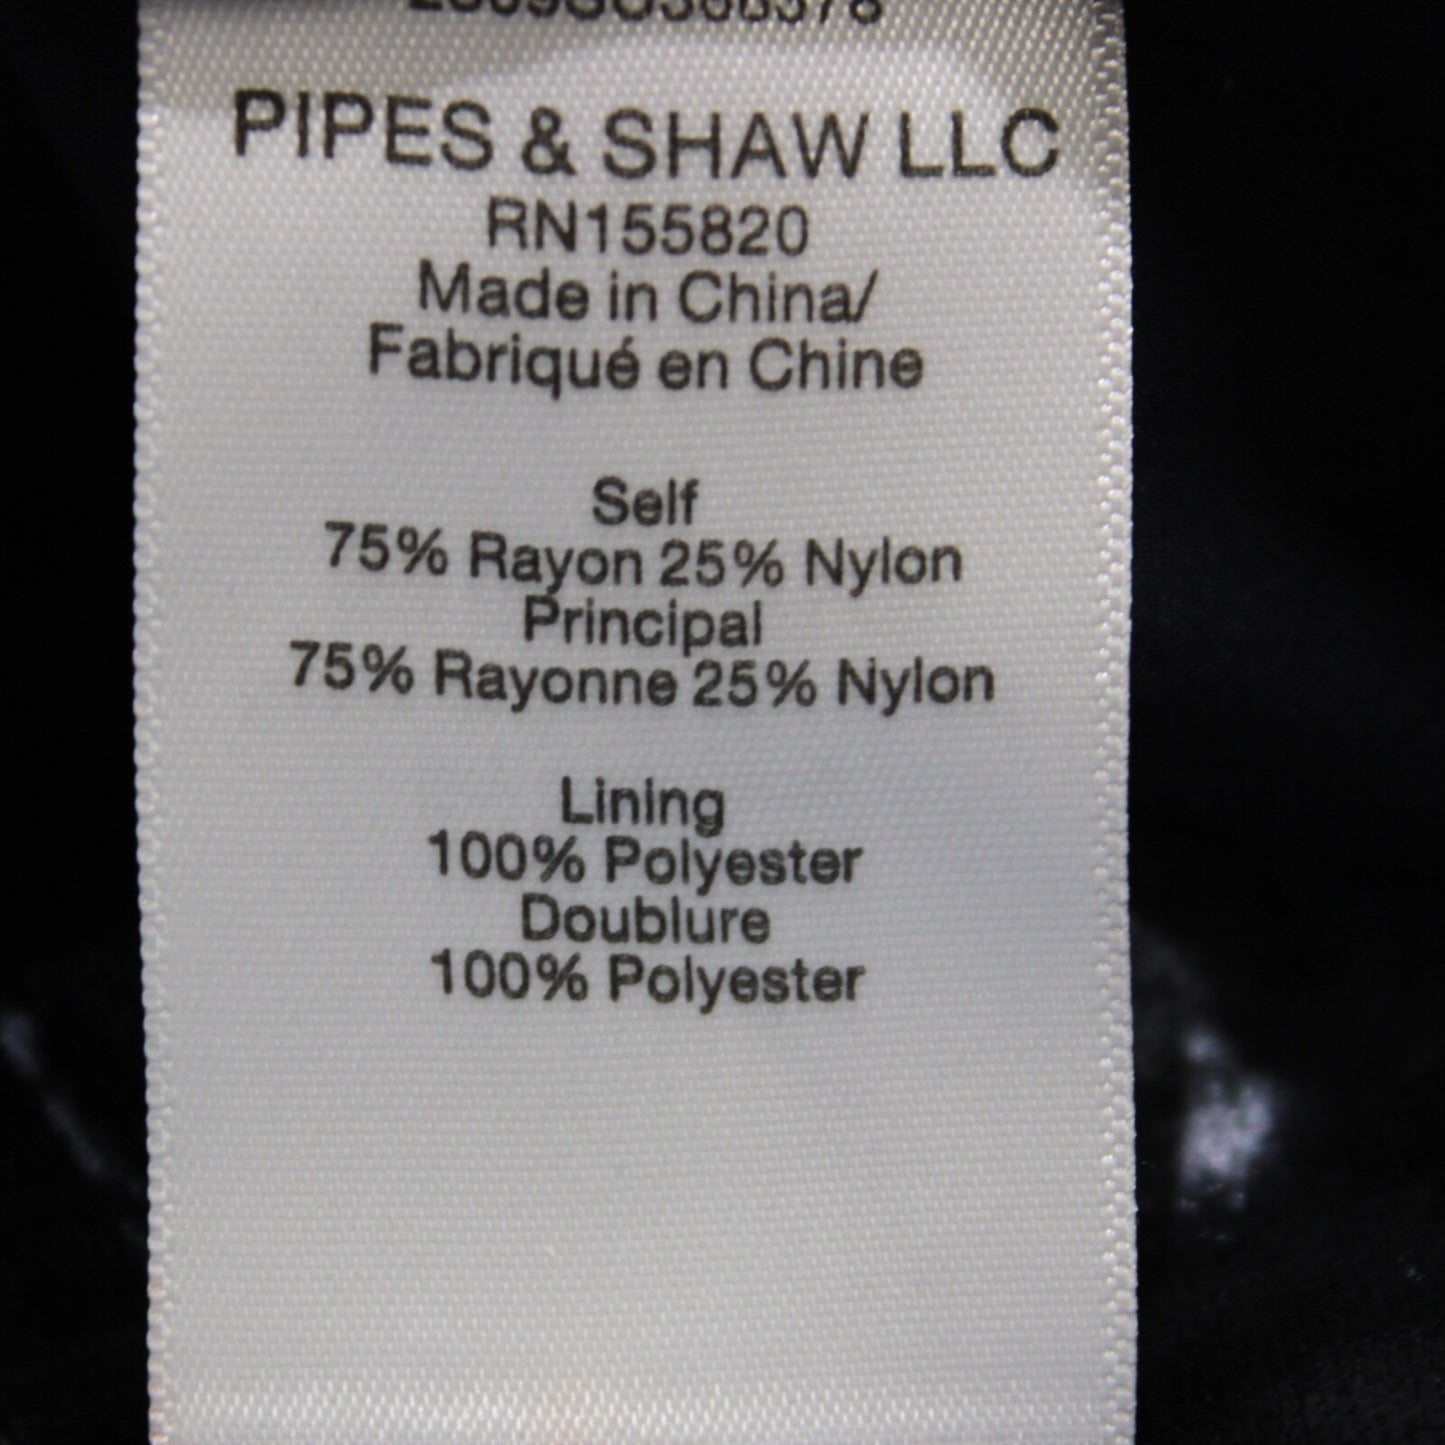 PIPES & SHAW LLC
RN155820
Made in China/
Fabriqué en Chine
Self
75% Rayon 25% Nylon
Principal
75% Rayonne 25% Nylon
Lining
100% Polyester
Doublure
100% Polyester